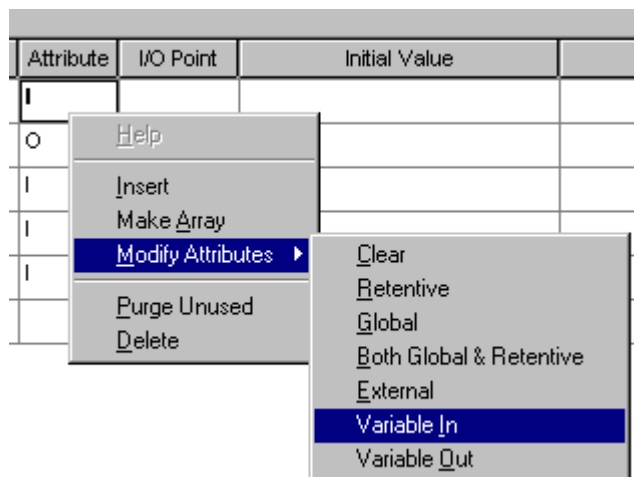 Attribute I/O Point Initial Value
I
O
I
I
I
Help
Insert
Make Array
Modify Attributes
Purge Unused
Delete
Clear
Retentive
Global
Both Global & Retentive
External
Variable In
Variable Out